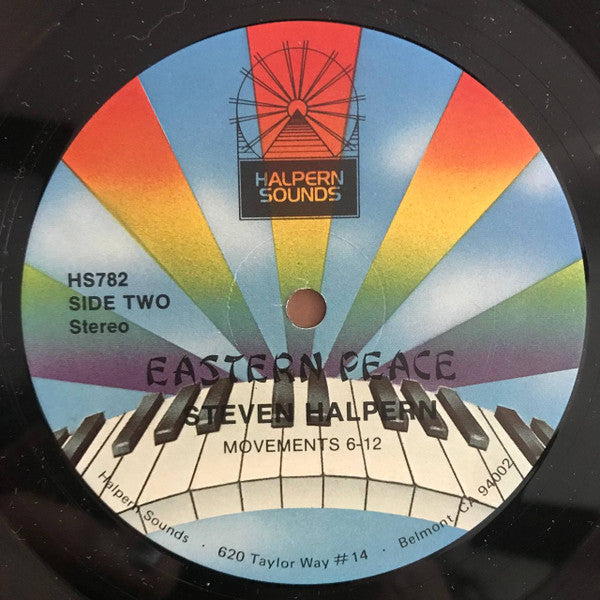 HALPERN
SOUNDS
HS782
SIDE TWO
Stereo
EASTERN PEACE
STEVEN HALPERN
MOVEMENTS 6-12
Halpern Sounds · 620 Taylor Way #14 · Belmont, CA 94002